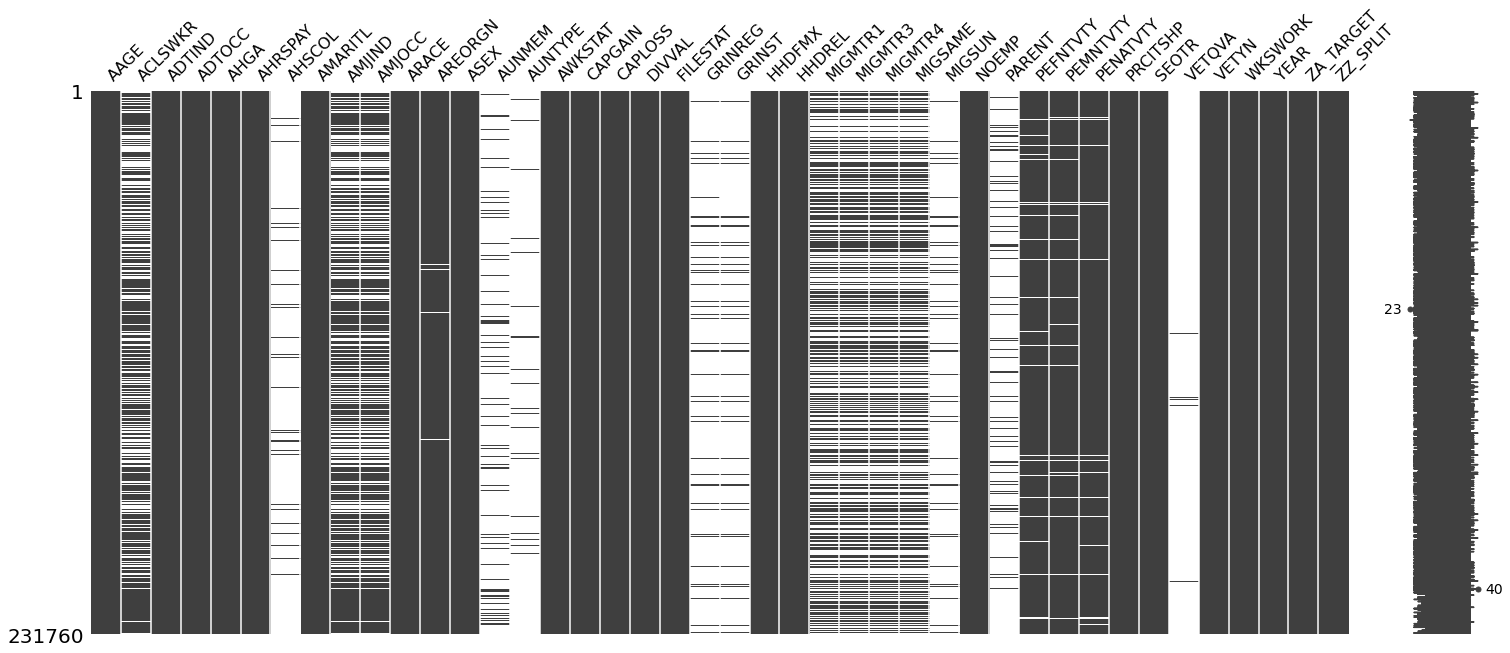 AAGE
ACLSWKR
ADTIND
ADTOCC
AHGA
AHRSPAY
AHSCOL
AMARITL
AMJIND
AMJOCC
ARACE
AREORGN
ASEX
AUNMEM
AUNTYPE
AWKSTAT
CAPGAIN
CAPLOSS
DIVVAL
FILESTAT
GRINREG
GRINST
HHDFMX
HHDREL
MIGMTR1
MIGMTR3
MIGMTR4
MIGSAME
MIGSUN
NOEMP
PARENT
PEFNTVTY
PEMNTVTY
PENATVTY
PRCITSHP
SEOTR
VETQVA
VETYN
WKSWORK
YEAR
ZA_TARGET
ZZ_SPLIT
1
23
40
231760